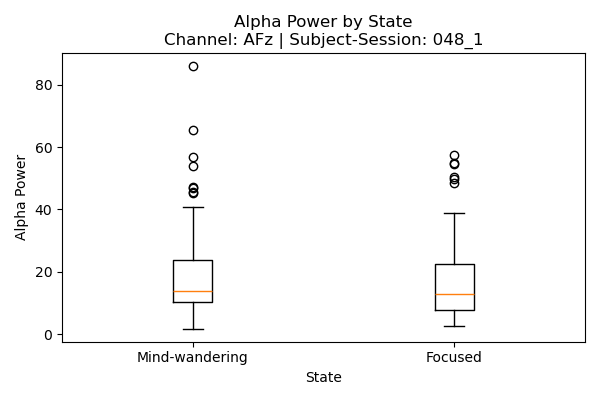 Alpha Power by State
Channel: AFz | Subject-Session: 048_1
Alpha Power
80
60
40
20
0
Mind-wandering
Focused
State